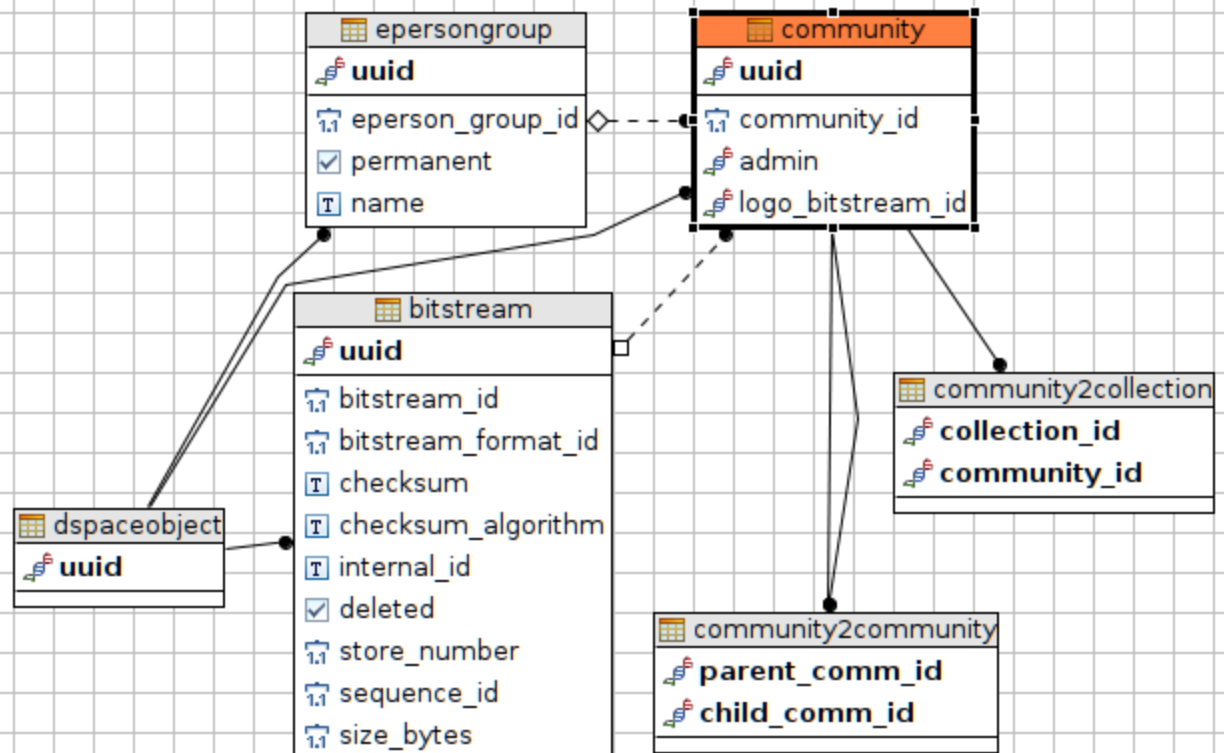 epersongroup
uuid
eperson_group_id
permanent
name
community
uuid
community_id
admin
logo_bitstream_id
bitstream
uuid
bitstream_id
bitstream_format_id
checksum
checksum_algorithm
internal_id
deleted
store_number
sequence_id
size_bytes
community2collection
collection_id
community_id
dspaceobject
uuid
community2community
parent_comm_id
child_comm_id